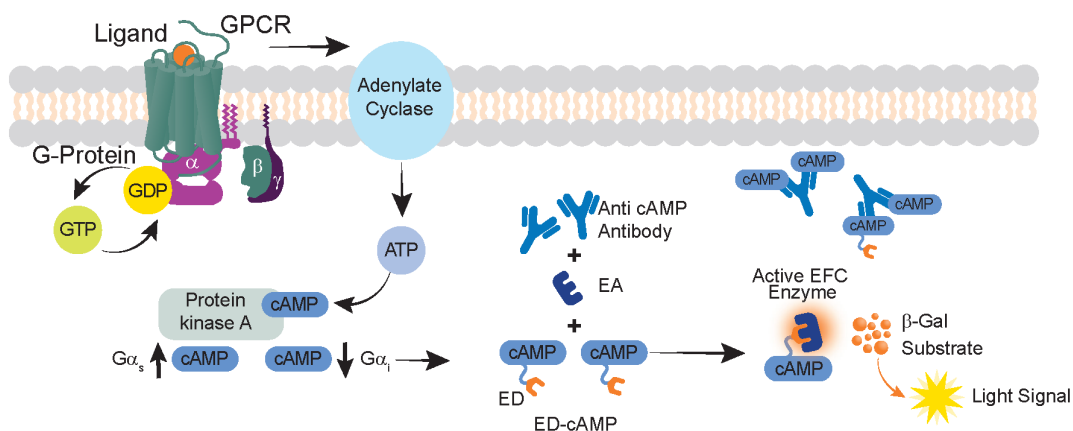 Ligand
GPCR
Adenylate
Cyclase
G-Protein
α
β
γ
GDP
GTP
ATP
Protein
kinase A
cAMP
Gαs
cAMP
cAMP
Gαi
Anti cAMP
Antibody
+
EA
+
cAMP
cAMP
ED
ED-cAMP
cAMP
cAMP
cAMP
cAMP
Active EFC
Enzyme
cAMP
β-Gal
Substrate
Light Signal